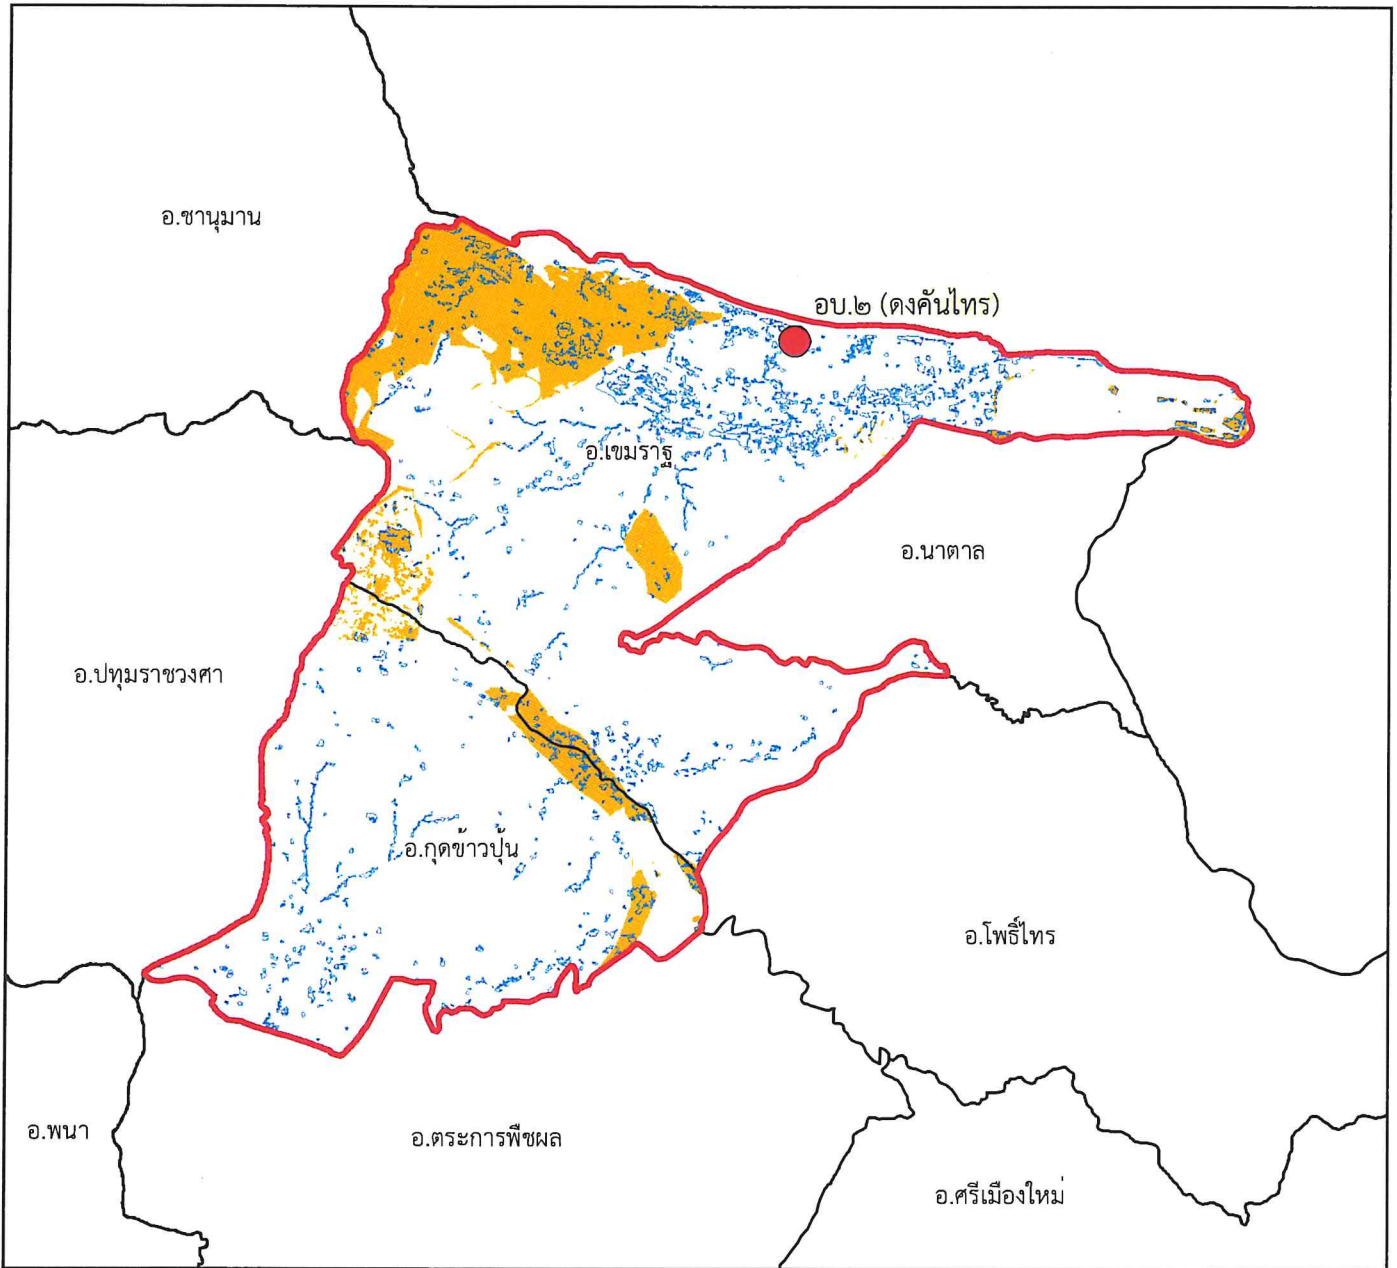 อ.ชานุมาน
อบ.๒ (ดงคันไทร)
อ.เขมราฐ
อ.นาตาล
อ.ปทุมราชวงศา
อ.กุดข้าวปุ้น
อ.โพธิ์ไทร
อ.พนา
อ.ตระการพืชผล
อ.ศรีเมืองใหม่